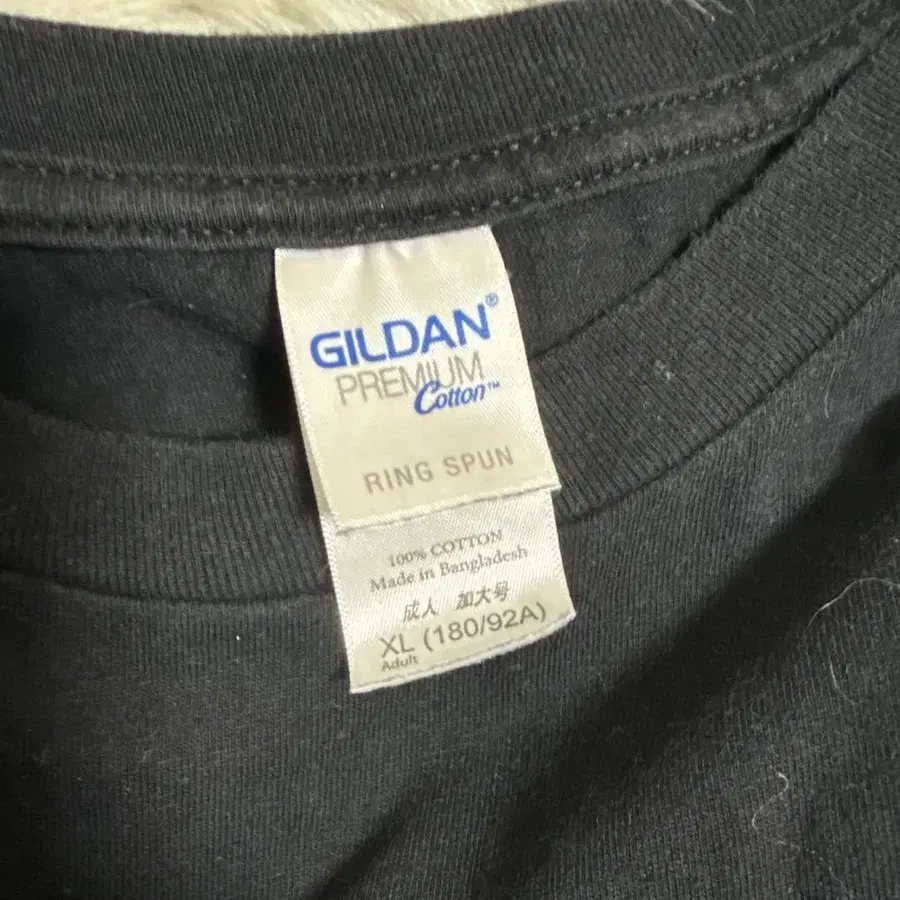 GILDAN®
PREMIUM
Cotton™
RING SPUN
100% COTTON
Made in Bangladesh
成人 加大号
XL (180/92A)
Adult